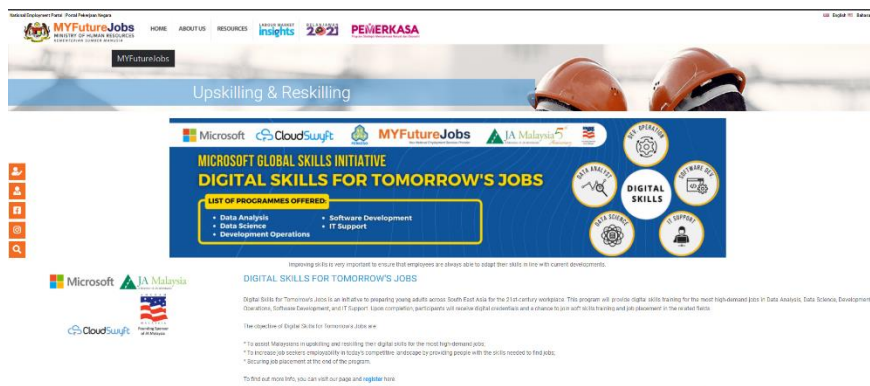 National Employment Portal | Portal Pekerjaan Negara
English
MYFutureJobs
MINISTRY OF HUMAN RESOURCES
KEMENTERIAN SUMBER MANUSIA
HOME ABOUT US RESOURCES
LABOUR MARKET
insights
BELANJAWAN
2021
PEMERKASA
MYFutureJobs
Upskilling & Reskilling
Microsoft CloudSwyft MYFutureJobs JA Malaysia
MICROSOFT GLOBAL SKILLS INITIATIVE
DIGITAL SKILLS FOR TOMORROW'S JOBS
LIST OF PROGRAMMES OFFERED:
• Data Analysis
• Data Science
• Development Operations
• Software Development
• IT Support
DEV OPERATION
DATA ANALYST
SOFTWARE DEV
DIGITAL
SKILLS
DATA SCIENCE
IT SUPPORT
Improving skills is very important to ensure that employees are always able to adapt their skills in line with current developments.
Microsoft JA Malaysia
CloudSwyft
Founding Sponsor
of JA Malaysia
DIGITAL SKILLS FOR TOMORROW'S JOBS
Digital Skills for Tomorrow's Jobs is an initiative to preparing young adults across South East Asia for the 21st century workplace. This program will provide digital skills training for the most high-demand jobs in Data Analysis, Data Science, Development
Operations, Software Development, and IT Support. Upon completion, participants will receive digital credentials and a chance to join soft skills training and job placement in the related fields.
The objective of Digital Skills for Tomorrow's Jobs are:
* To assist Malaysians in upskilling and reskilling their digital skills for the most high-demand jobs;
* To increase job seekers employability in today's competitive landscape by providing people with the skills needed to find jobs;
* Securing job placement at the end of the program.
To find out more info, you can visit our page and register here